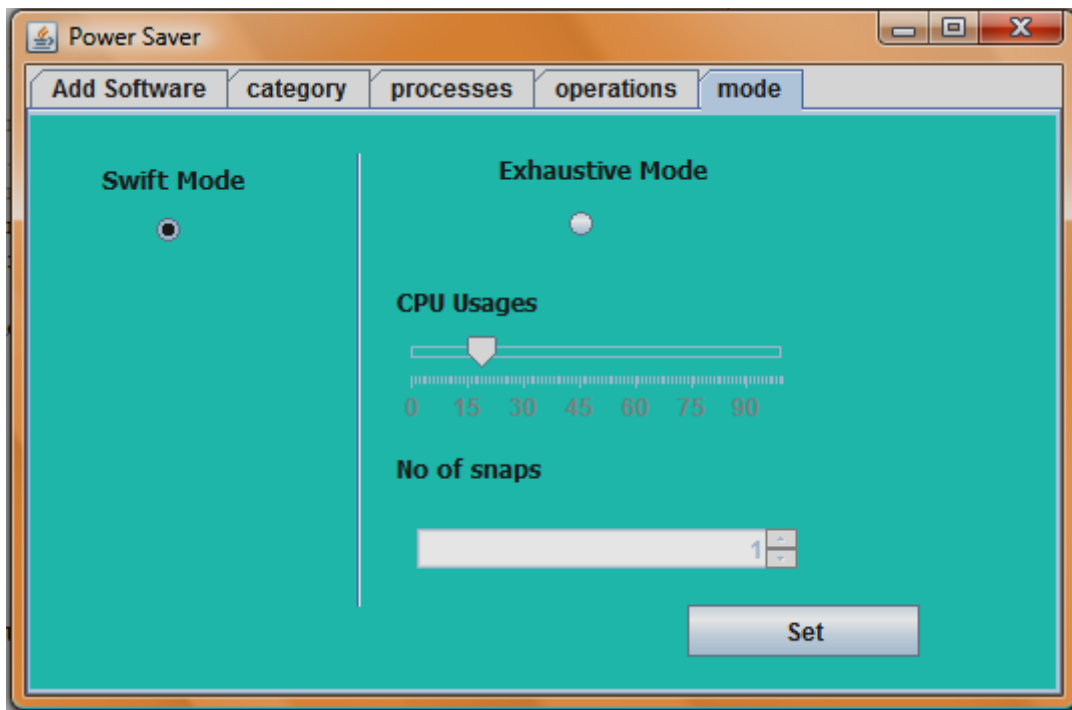 Power Saver
Add Software category processes operations mode
Swift Mode
Exhaustive Mode
CPU Usages
0 15 30 45 60 75 90
No of snaps
1
Set